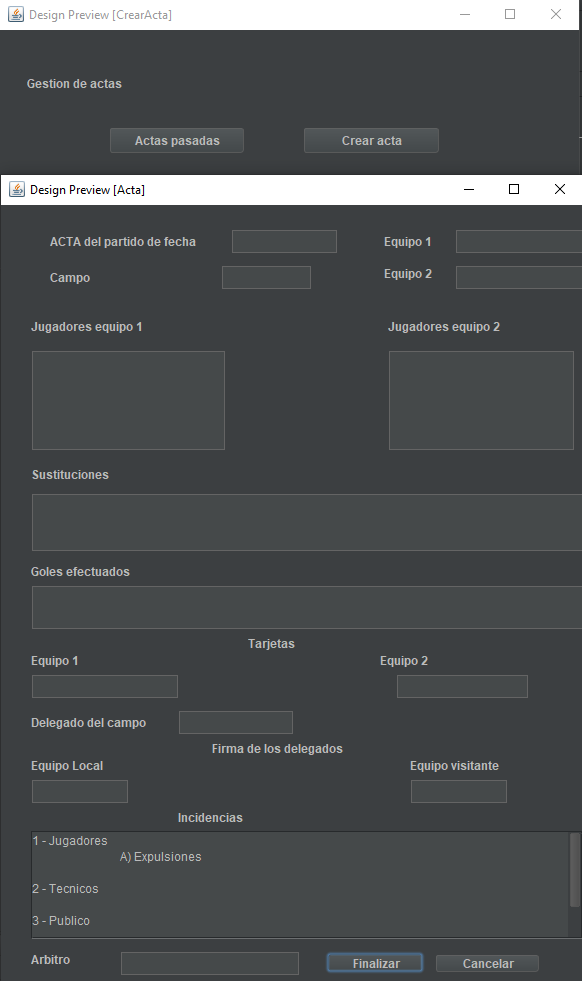 Design Preview [CrearActa]
Gestion de actas
Actas pasadas
Crear acta
Design Preview [Acta]
ACTA del partido de fecha
Equipo 1
Campo
Equipo 2
Jugadores equipo 1
Jugadores equipo 2
Sustituciones
Goles efectuados
Tarjetas
Equipo 1
Equipo 2
Delegado del campo
Firma de los delegados
Equipo Local
Equipo visitante
Incidencias
1 - Jugadores
A) Expulsiones
2 - Tecnicos
3 - Publico
Arbitro
Finalizar
Cancelar